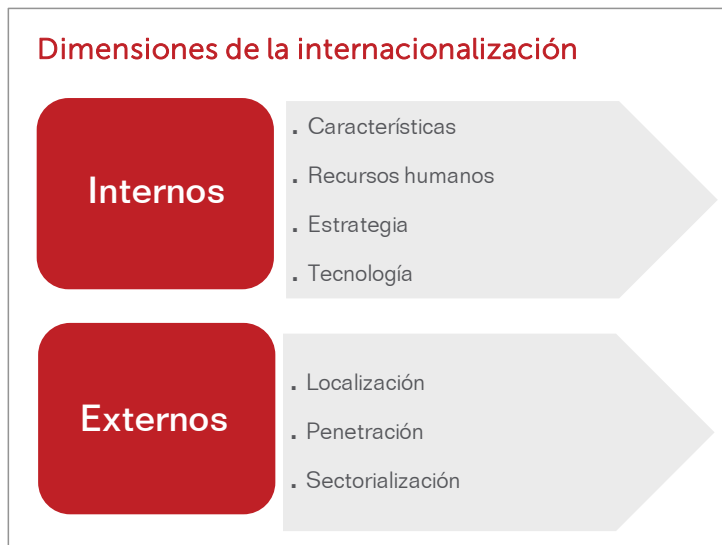 Dimensiones de la internacionalización
Internos
. Características
. Recursos humanos
. Estrategia
. Tecnología
Externos
. Localización
. Penetración
. Sectorialización